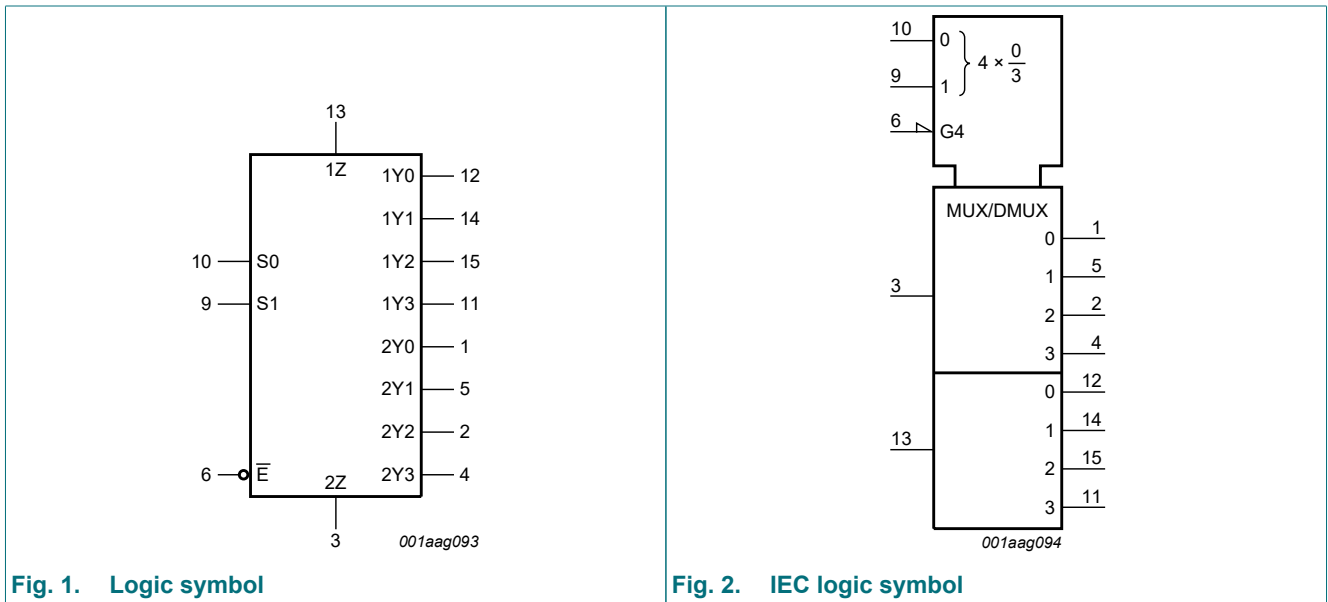 13
1Z
1Y0 12
1Y1 14
10 S0 1Y2 15
9 S1 1Y3 11
2Y0 1
2Y1 5
2Y2 2
6 E̅ 2Y3 4
2Z
3
001aag093
Fig. 1. Logic symbol
10 0
4 × 0/3
9 1
6 G4
MUX/DMUX
0 1
1 5
3
2 2
3 4
0 12
1 14
13
2 15
3 11
001aag094
Fig. 2. IEC logic symbol